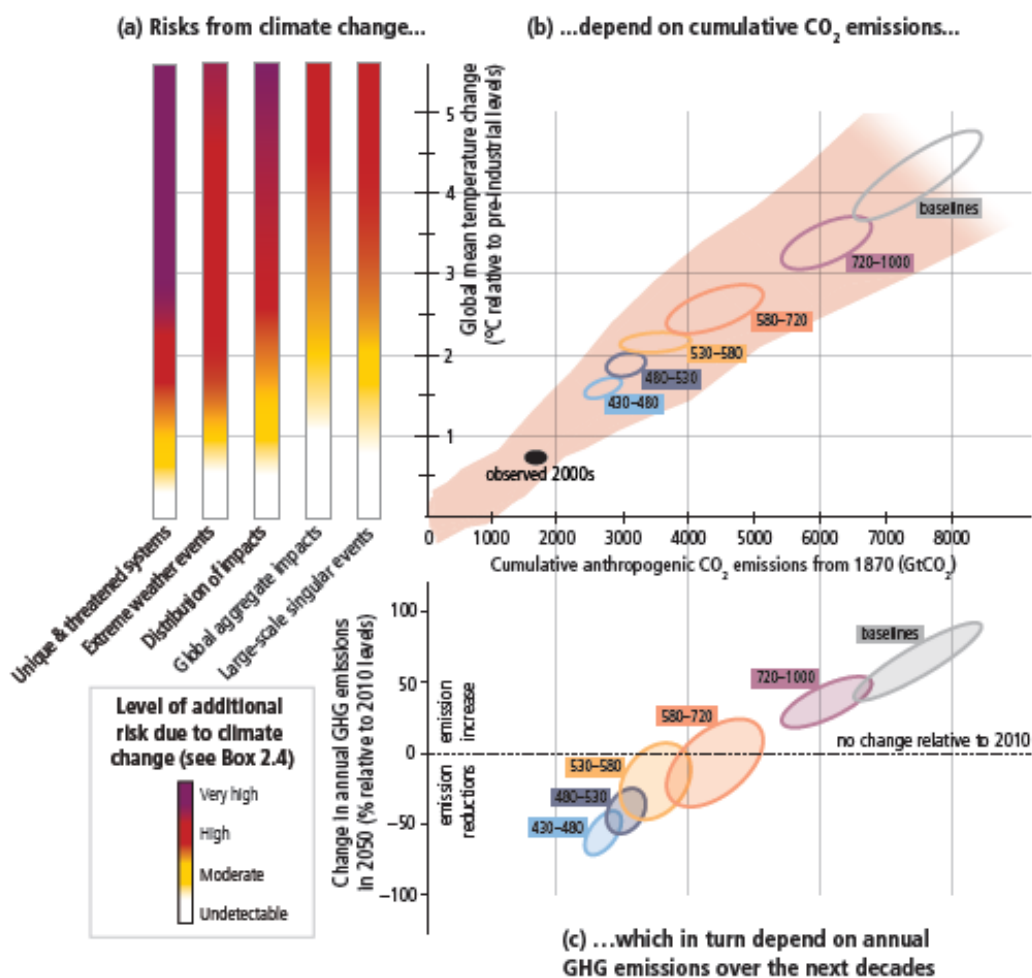 (a) Risks from climate change...
(b) ...depend on cumulative CO₂ emissions...
Global mean temperature change
(°C relative to pre-industrial levels)
5
4
3
2
1
baselines
720–1000
580–720
530–580
480–530
430–480
observed 2000s
0 1000 2000 3000 4000 5000 6000 7000 8000
Cumulative anthropogenic CO₂ emissions from 1870 (GtCO₂)
Unique & threatened systems
Extreme weather events
Distribution of impacts
Global aggregate impacts
Large-scale singular events
Level of additional
risk due to climate
change (see Box 2.4)
Very high
High
Moderate
Undetectable
Change in annual GHG emissions
in 2050 (% relative to 2010 levels)
100
50
0
−50
−100
emission
increase
emission
reductions
baselines
720–1000
580–720
no change relative to 2010
530–580
480–530
430–480
(c) ...which in turn depend on annual
GHG emissions over the next decades